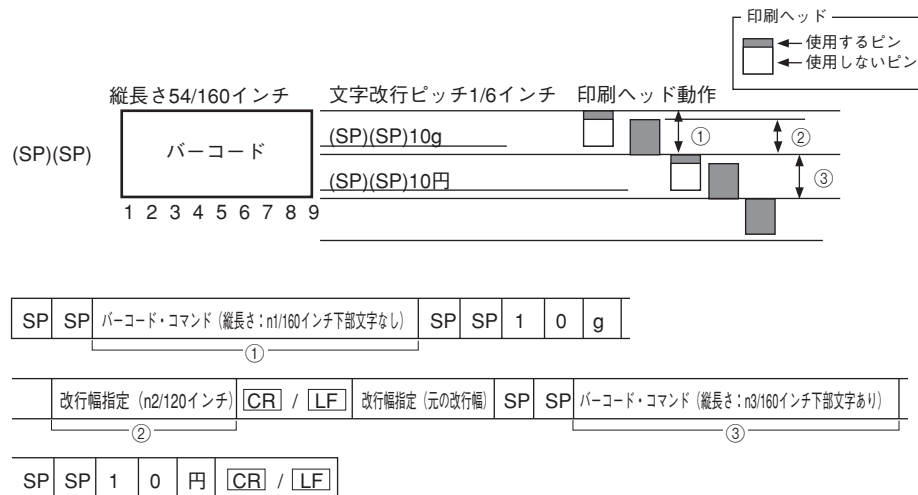 印刷ヘッド
使用するピン
使用しないピン
縦長さ54/160インチ 文字改行ピッチ1/6インチ 印刷ヘッド動作
(SP)(SP) バーコード (SP)(SP)10g ① ②
(SP)(SP)10円 ③
1 2 3 4 5 6 7 8 9
SP SP バーコード・コマンド（縦長さ：n1/160インチ下部文字なし） SP SP 1 0 g
①
改行幅指定（n2/120インチ） CR / LF 改行幅指定（元の改行幅） SP SP バーコード・コマンド（縦長さ：n3/160インチ下部文字あり）
② ③
SP SP 1 0 円 CR / LF